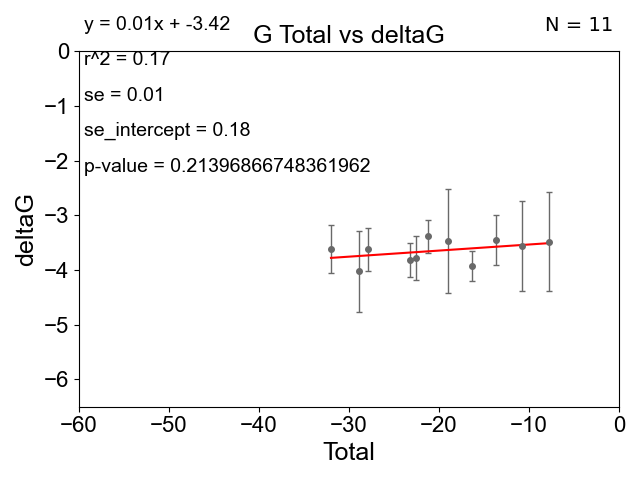 y = 0.01x + -3.42
N = 11
G Total vs deltaG
r^2 = 0.17
se = 0.01
se_intercept = 0.18
p-value = 0.21396866748361962
deltaG
0
−1
−2
−3
−4
−5
−6
−60 −50 −40 −30 −20 −10 0
Total